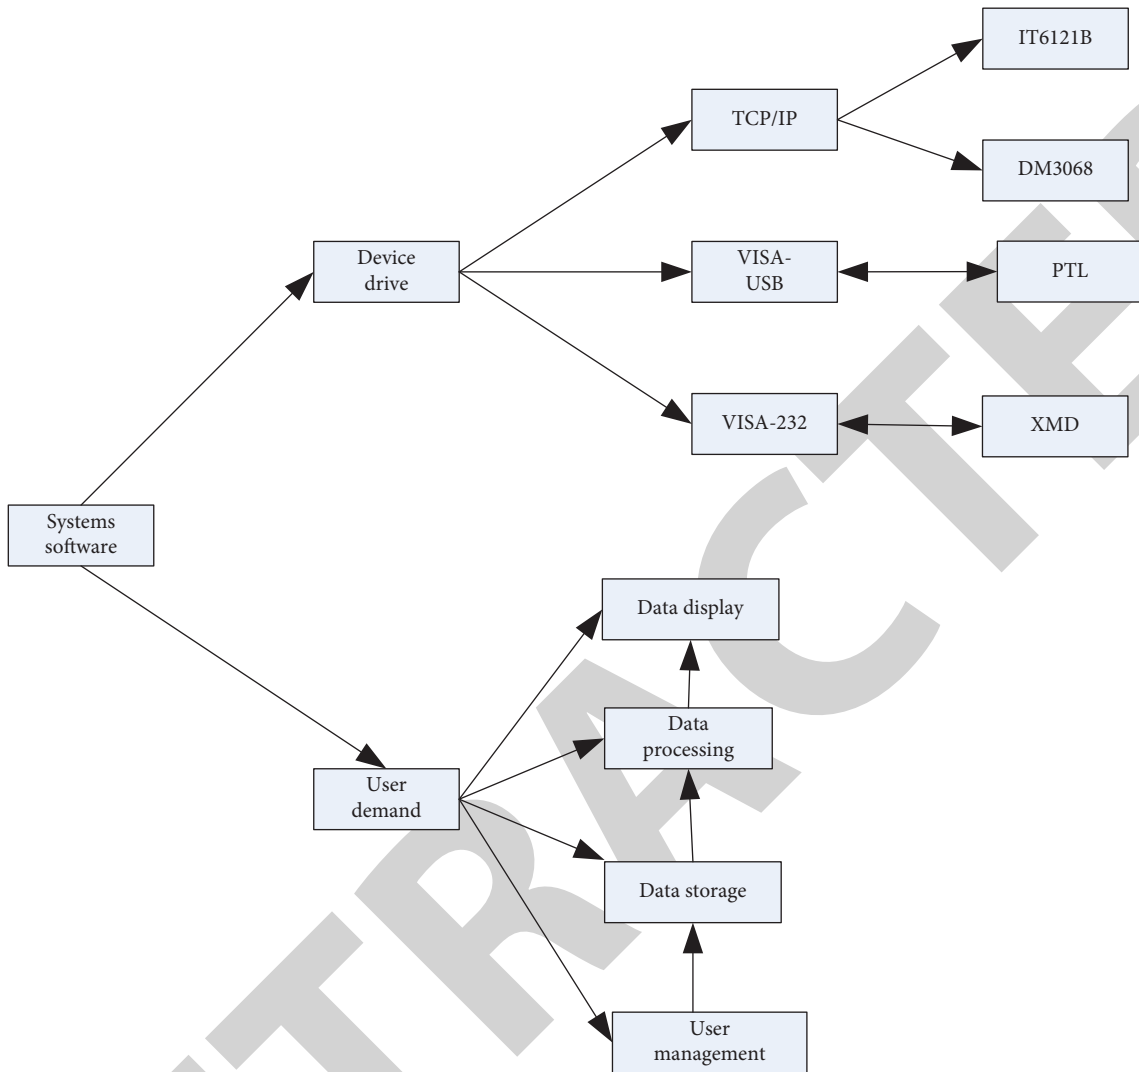 IT6121B
TCP/IP
DM3068
Device
drive
VISA-
USB
PTL
VISA-232
XMD
Systems
software
Data display
Data
processing
User
demand
Data storage
User
management